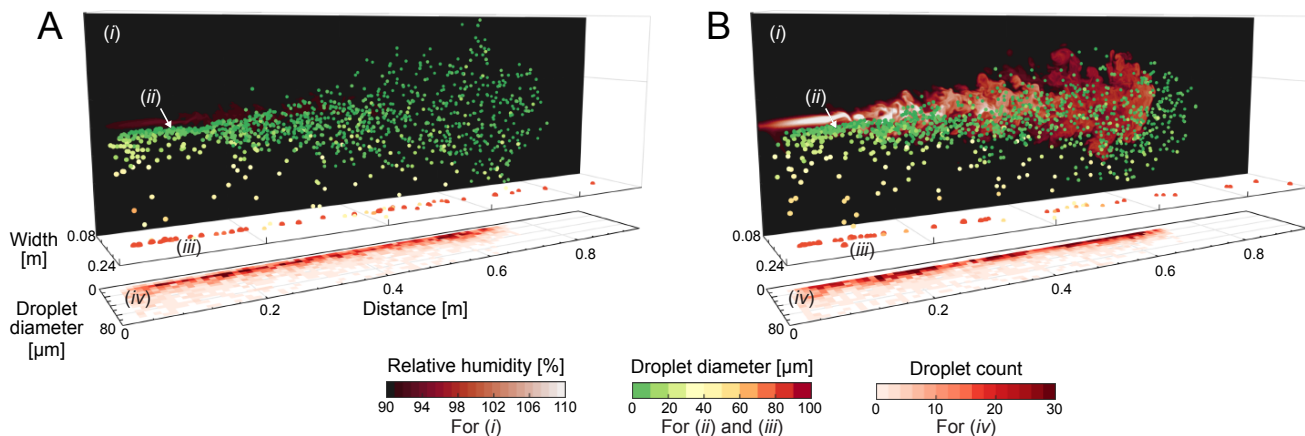 A
(i)
(ii)
(iii)
(iv)
Width
[m]
0.08
0.24
0
80
Droplet
diameter
[µm]
0
0.2
0.4
0.6
0.8
Distance [m]
B
(i)
(ii)
(iii)
(iv)
0.08
0.24
0
80
0
0.2
0.4
0.6
0.8
Relative humidity [%]
90 94 98 102 106 110
For (i)
Droplet diameter [µm]
0 20 40 60 80 100
For (ii) and (iii)
Droplet count
0 10 20 30
For (iv)